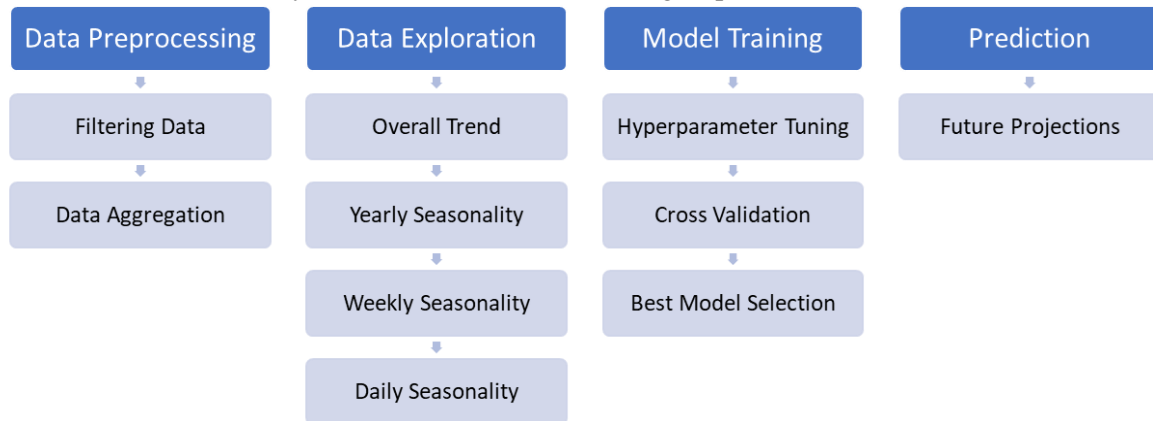 Data Preprocessing
Filtering Data
Data Aggregation
Data Exploration
Overall Trend
Yearly Seasonality
Weekly Seasonality
Daily Seasonality
Model Training
Hyperparameter Tuning
Cross Validation
Best Model Selection
Prediction
Future Projections